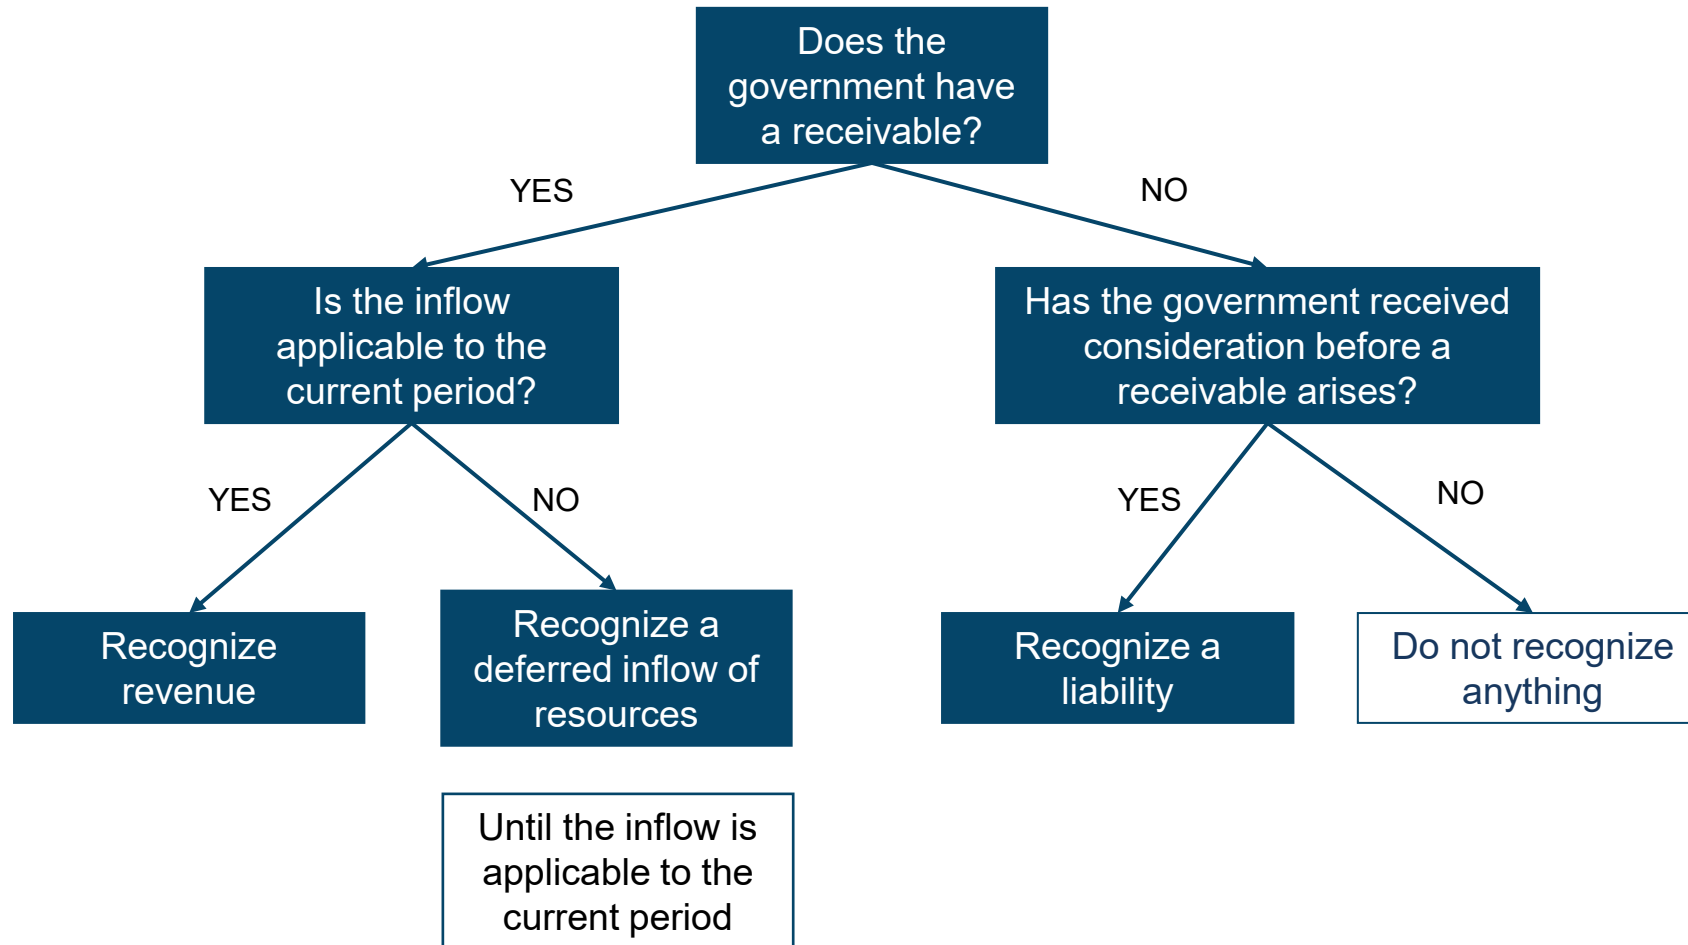 Does the
government have
a receivable?
YES
NO
Is the inflow
applicable to the
current period?
Has the government received
consideration before a
receivable arises?
YES
NO
YES
NO
Recognize
revenue
Recognize a
deferred inflow of
resources
Recognize a
liability
Do not recognize
anything
Until the inflow is
applicable to the
current period